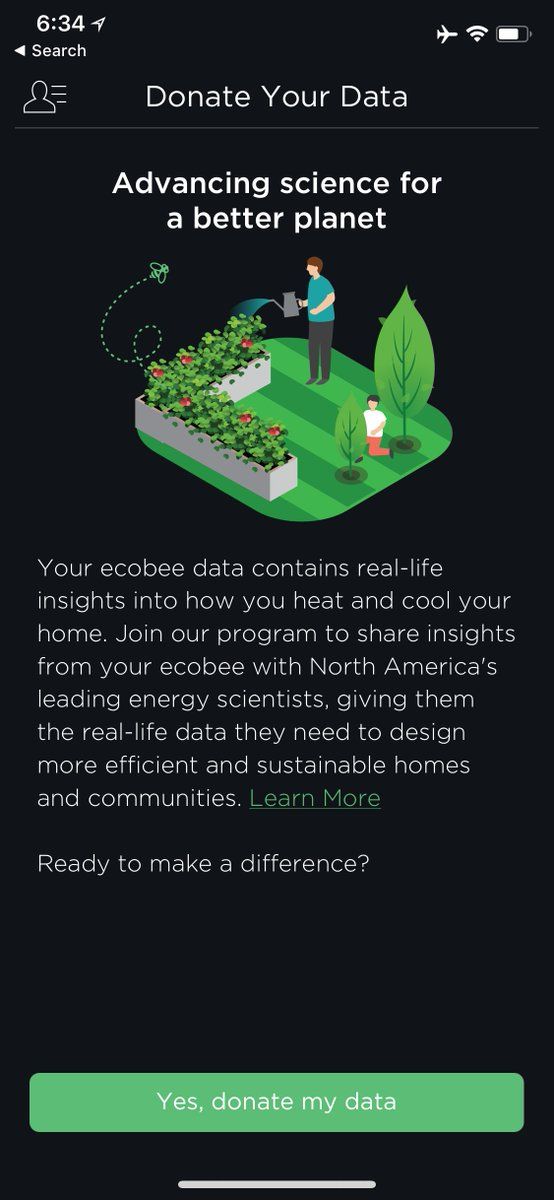 6:34
◀ Search
Donate Your Data
Advancing science for
a better planet
Your ecobee data contains real-life
insights into how you heat and cool your
home. Join our program to share insights
from your ecobee with North America's
leading energy scientists, giving them
the real-life data they need to design
more efficient and sustainable homes
and communities. Learn More
Ready to make a difference?
Yes, donate my data